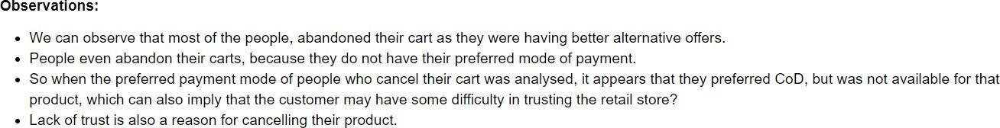 Observations:
• We can observe that most of the people, abandoned their cart as they were having better alternative offers.
• People even abandon their carts, because they do not have their preferred mode of payment.
• So when the preferred payment mode of people who cancel their cart was analysed, it appears that they preferred CoD, but was not available for that
product, which can also imply that the customer may have some difficulty in trusting the retail store?
• Lack of trust is also a reason for cancelling their product.